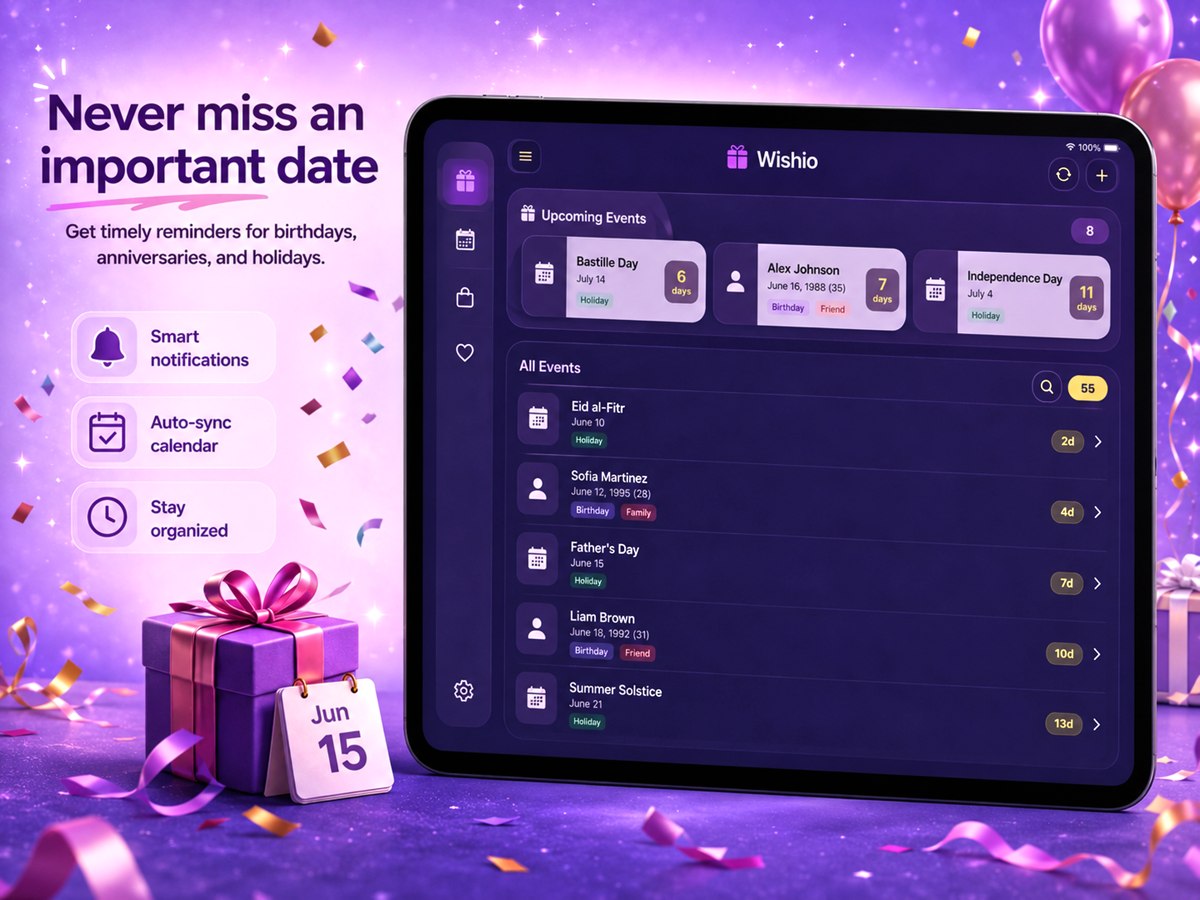 Never miss an
important date
Get timely reminders for birthdays,
anniversaries, and holidays.
Smart
notifications
Auto-sync
calendar
Stay
organized
Jun
15
Wishio
100%
Upcoming Events
8
Bastille Day
July 14
Holiday
6
days
Alex Johnson
June 16, 1988 (35)
Birthday Friend
7
days
Independence Day
July 4
Holiday
11
days
All Events
55
Eid al-Fitr
June 10
Holiday
2d
Sofia Martinez
June 12, 1995 (28)
Birthday Family
4d
Father's Day
June 15
Holiday
7d
Liam Brown
June 18, 1992 (31)
Birthday Friend
10d
Summer Solstice
June 21
Holiday
13d